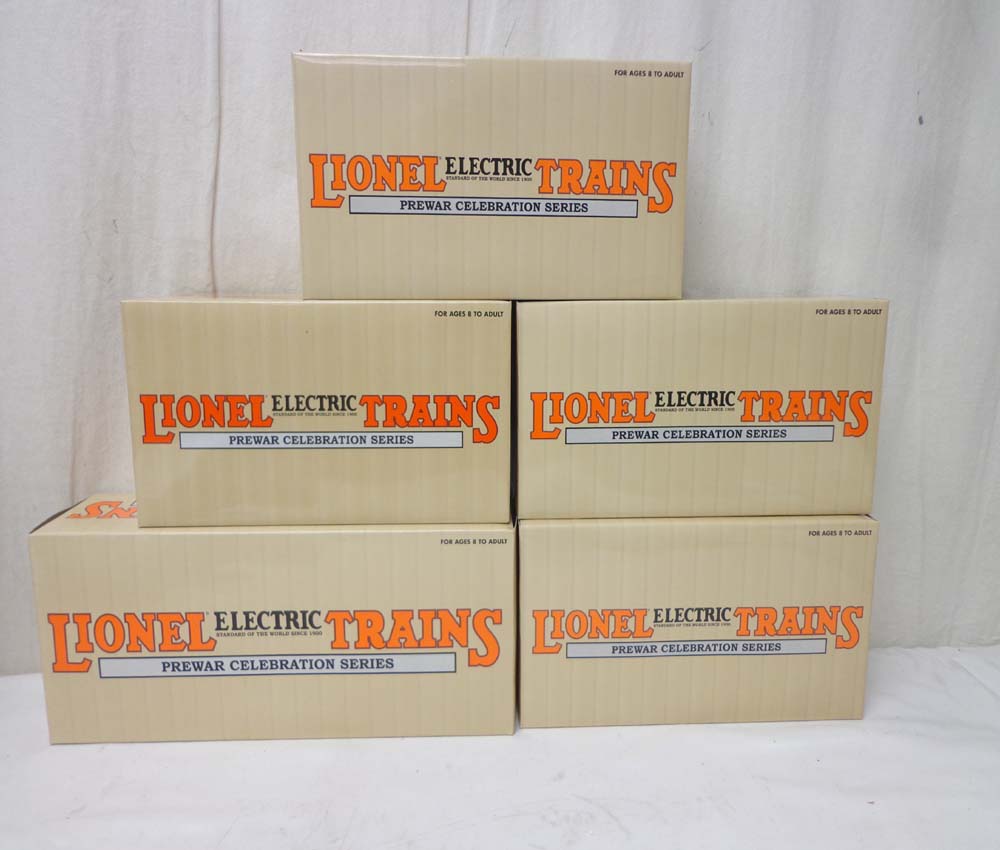 FOR AGES 8 TO ADULT
LIONEL ELECTRIC TRAINS
STANDARD OF THE WORLD SINCE 1900
PREWAR CELEBRATION SERIES
FOR AGES 8 TO ADULT
LIONEL ELECTRIC TRAINS
STANDARD OF THE WORLD SINCE 1900
PREWAR CELEBRATION SERIES
FOR AGES 8 TO ADULT
LIONEL ELECTRIC TRAINS
STANDARD OF THE WORLD SINCE 1900
PREWAR CELEBRATION SERIES
NS
FOR AGES 8 TO ADULT
LIONEL ELECTRIC TRAINS
STANDARD OF THE WORLD SINCE 1900
PREWAR CELEBRATION SERIES
FOR AGES 8 TO ADULT
LIONEL ELECTRIC TRAINS
STANDARD OF THE WORLD SINCE 1900
PREWAR CELEBRATION SERIES